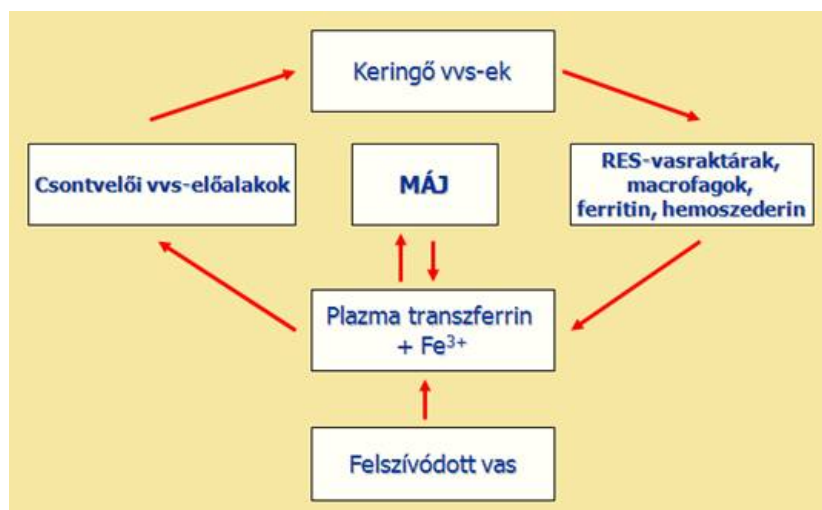 Keringő vvs-ek
Csontvelői vvs-előalakok
MÁJ
RES-vasraktárak,
macrofagok,
ferritin, hemoszederin
Plazma transzferrin
+ Fe³⁺
Felszívódott vas